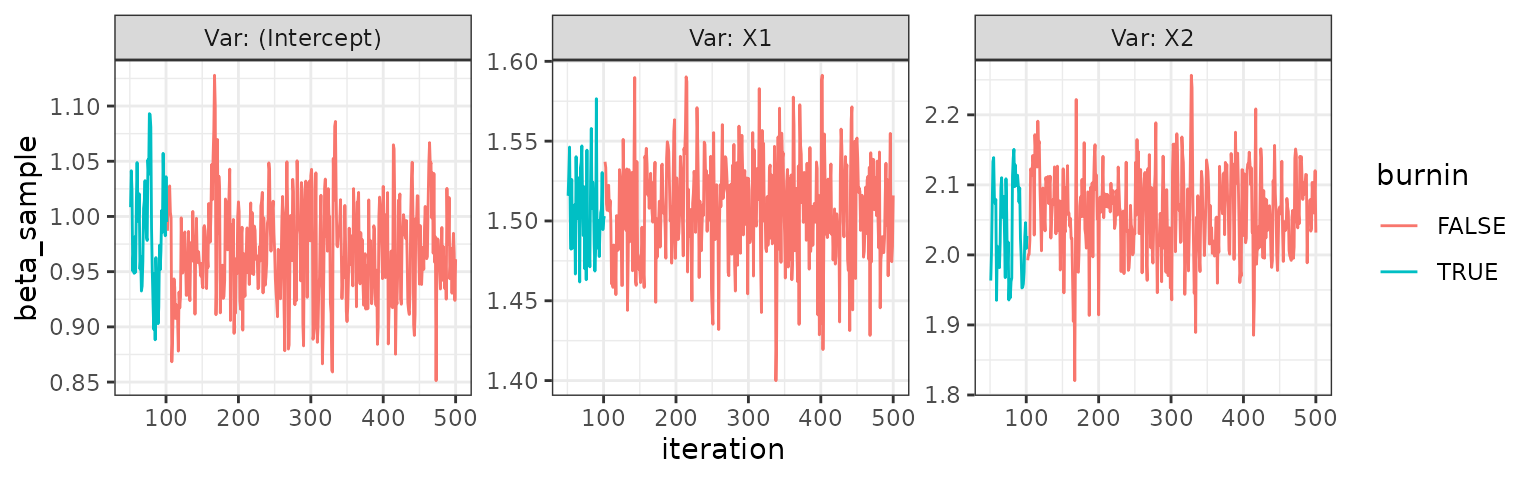 Var: (Intercept)
Var: X1
Var: X2
beta_sample
1.10
1.05
1.00
0.95
0.90
0.85
1.60
1.55
1.50
1.45
1.40
2.2
2.1
2.0
1.9
1.8
100 200 300 400 500
100 200 300 400 500
100 200 300 400 500
iteration
burnin
FALSE
TRUE